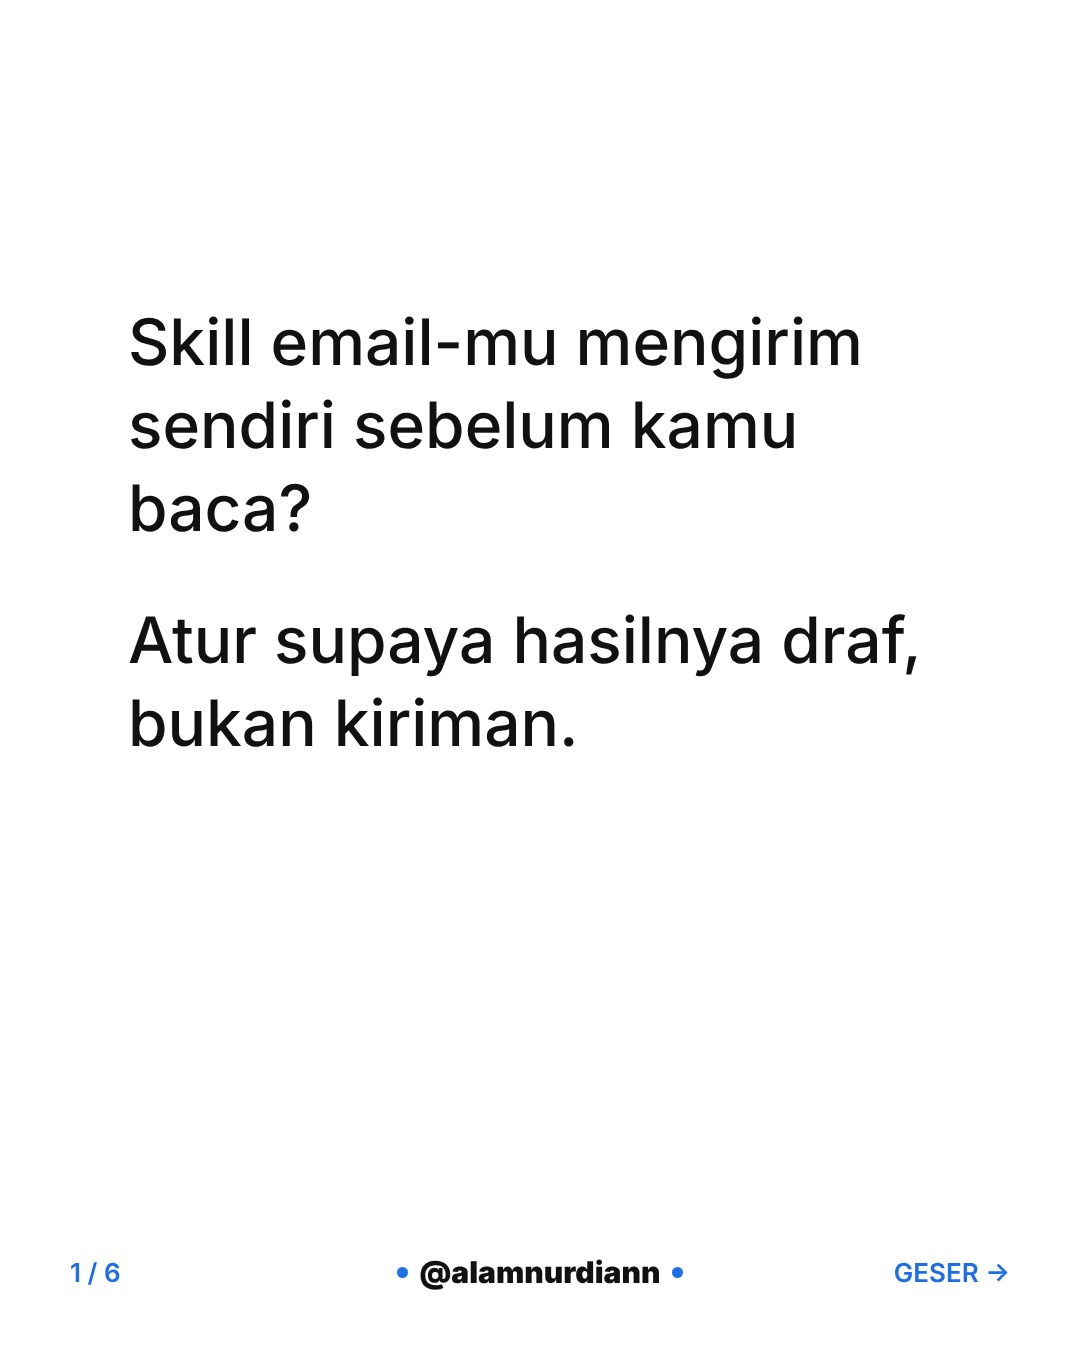 Skill email-mu mengirim
sendiri sebelum kamu
baca?
Atur supaya hasilnya draf,
bukan kiriman.
1 / 6
• @alamnurdiann •
GESER →